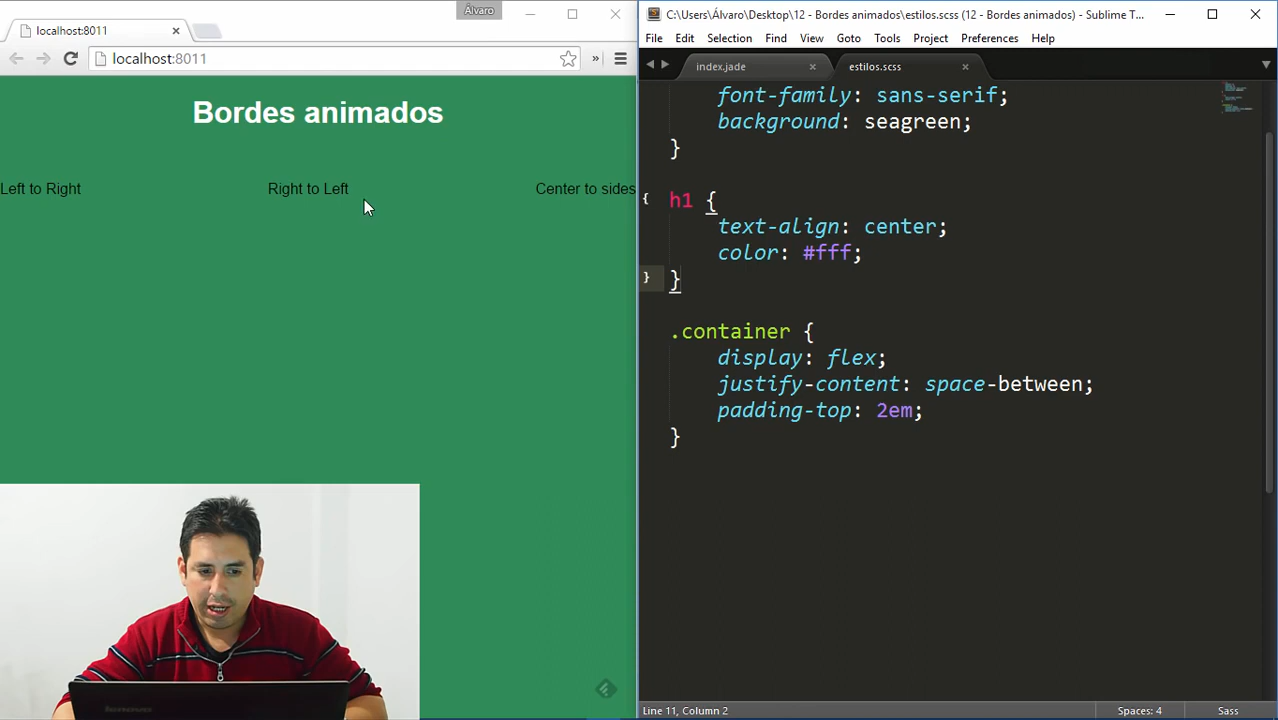 Álvaro
localhost:8011
localhost:8011
»
Bordes animados
Left to Right
Right to Left
Center to sides
C:\Users\Álvaro\Desktop\12 - Bordes animados\estilos.scss (12 - Bordes animados) - Sublime T...
File Edit Selection Find View Goto Tools Project Preferences Help
index.jade
estilos.scss
font-family: sans-serif;
background: seagreen;
}
{ h1 {
text-align: center;
color: #fff;
} }
.container {
display: flex;
justify-content: space-between;
padding-top: 2em;
}
Line 11, Column 2
Spaces: 4
Sass